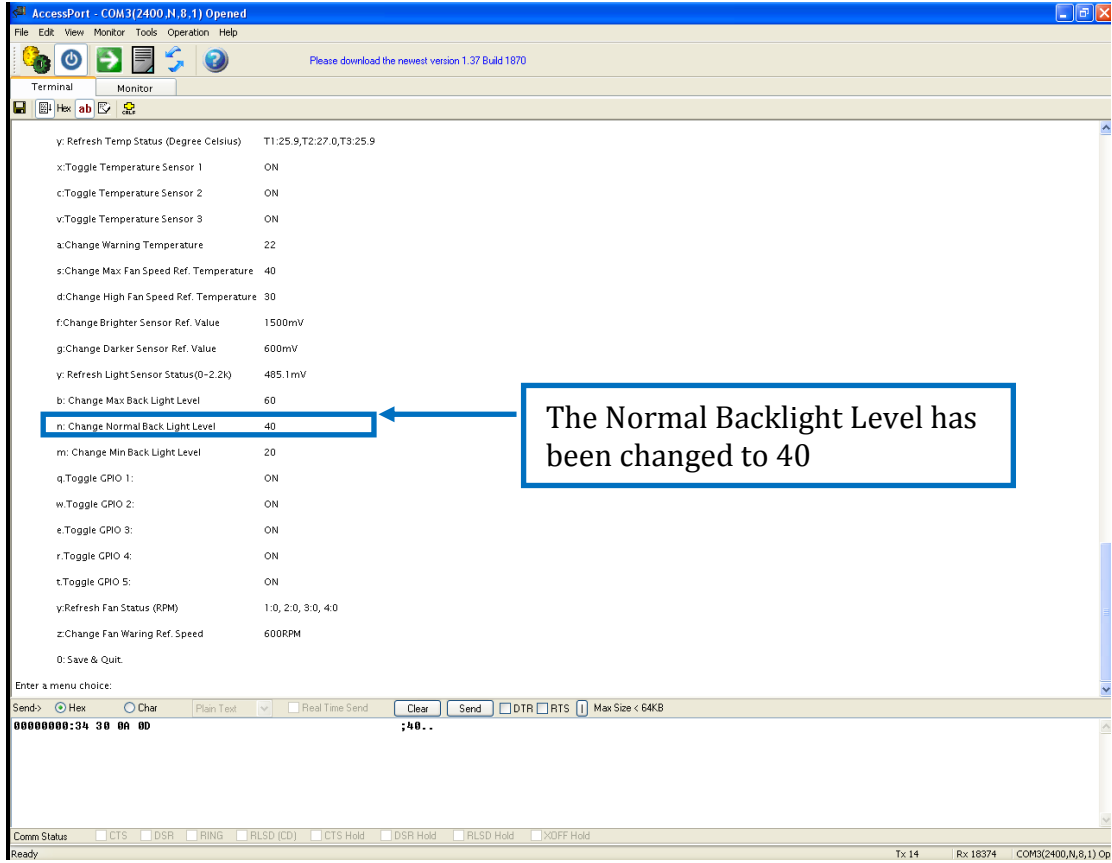 AccessPort - COM3(2400,N,8,1) Opened
File Edit View Monitor Tools Operation Help
Please download the newest version 1.37 Build 1870
Terminal Monitor
Hex ab
y: Refresh Temp Status (Degree Celsius) T1:25.9,T2:27.0,T3:25.9
x:Toggle Temperature Sensor 1 ON
c:Toggle Temperature Sensor 2 ON
v:Toggle Temperature Sensor 3 ON
a:Change Warning Temperature 22
s:Change Max Fan Speed Ref. Temperature 40
d:Change High Fan Speed Ref. Temperature 30
f:Change Brighter Sensor Ref. Value 1500mV
g:Change Darker Sensor Ref. Value 600mV
y: Refresh Light Sensor Status(0-2.2k) 485.1mV
b: Change Max Back Light Level 60
n: Change Normal Back Light Level 40
The Normal Backlight Level has
been changed to 40
m: Change Min Back Light Level 20
q.Toggle GPIO 1: ON
w.Toggle GPIO 2: ON
e.Toggle GPIO 3: ON
r.Toggle GPIO 4: ON
t.Toggle GPIO 5: ON
y:Refresh Fan Status (RPM) 1:0, 2:0, 3:0, 4:0
z:Change Fan Waring Ref. Speed 600RPM
0: Save & Quit.
Enter a menu choice:
Send-> Hex Char Plain Text Real Time Send Clear Send DTR RTS Max Size < 64KB
00000000:34 30 0A 0D ;40..
Comm Status CTS DSR RING RLSD (CD) CTS Hold DSR Hold RLSD Hold XOFF Hold
Ready Tx 14 Rx 18374 COM3(2400,N,8,1) Op